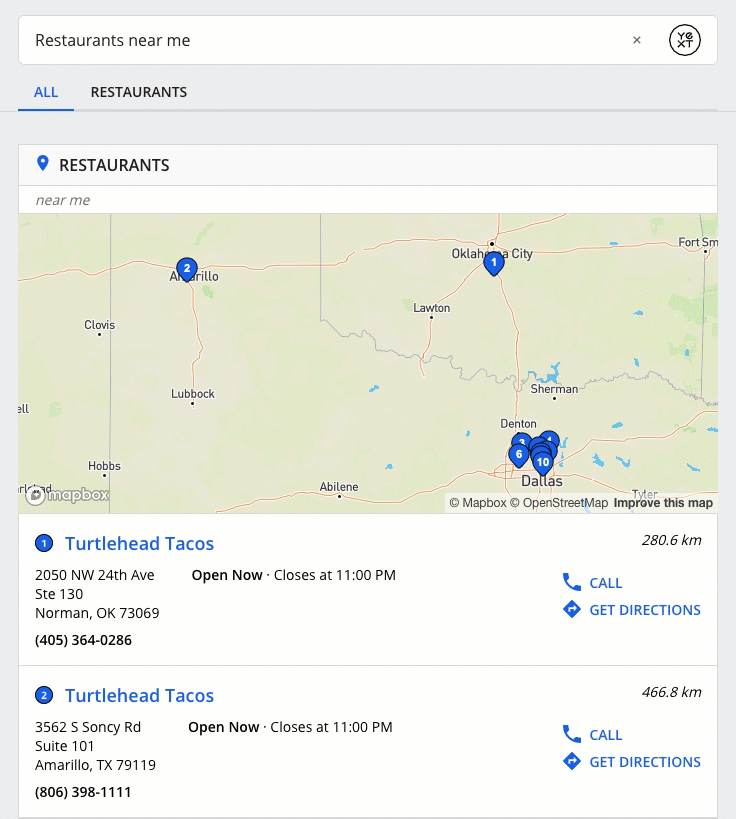 Restaurants near me
×
YEXT
ALL
RESTAURANTS
RESTAURANTS
near me
Oklahoma City
Fort Sm
1
2
Amarillo
Lawton
Clovis
Sherman
Lubbock
ell
Denton
3
4
6
10
Hobbs
Dallas
Abilene
Tyler
mapbox
© Mapbox © OpenStreetMap Improve this map
1 Turtlehead Tacos
280.6 km
2050 NW 24th Ave
Open Now · Closes at 11:00 PM
Ste 130
Norman, OK 73069
(405) 364-0286
CALL
GET DIRECTIONS
2 Turtlehead Tacos
466.8 km
3562 S Soncy Rd
Open Now · Closes at 11:00 PM
Suite 101
Amarillo, TX 79119
(806) 398-1111
CALL
GET DIRECTIONS